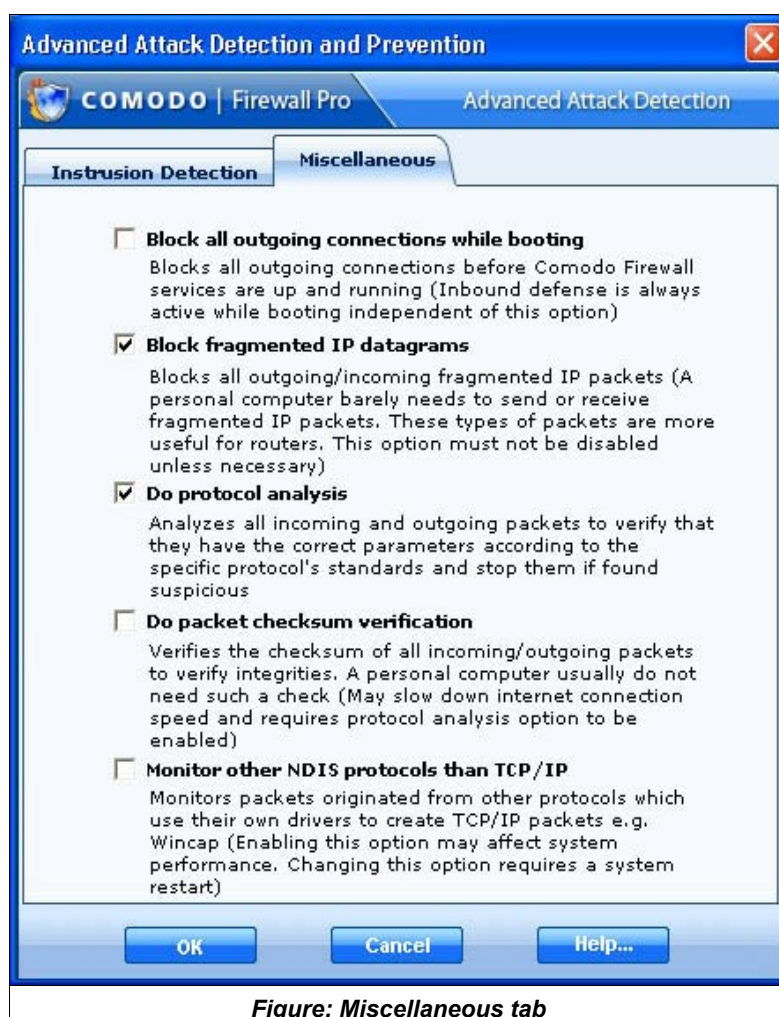 Advanced Attack Detection and Prevention
COMODO | Firewall Pro
Advanced Attack Detection
Instrusion Detection
Miscellaneous
Block all outgoing connections while booting
Blocks all outgoing connections before Comodo Firewall
services are up and running (Inbound defense is always
active while booting independent of this option)
Block fragmented IP datagrams
Blocks all outgoing/incoming fragmented IP packets (A
personal computer barely needs to send or receive
fragmented IP packets. These types of packets are more
useful for routers. This option must not be disabled
unless necessary)
Do protocol analysis
Analyzes all incoming and outgoing packets to verify that
they have the correct parameters according to the
specific protocol's standards and stop them if found
suspicious
Do packet checksum verification
Verifies the checksum of all incoming/outgoing packets
to verify integrities. A personal computer usually do not
need such a check (May slow down internet connection
speed and requires protocol analysis option to be
enabled)
Monitor other NDIS protocols than TCP/IP
Monitors packets originated from other protocols which
use their own drivers to create TCP/IP packets e.g.
Wincap (Enabling this option may affect system
performance. Changing this option requires a system
restart)
OK
Cancel
Help...
Figure: Miscellaneous tab